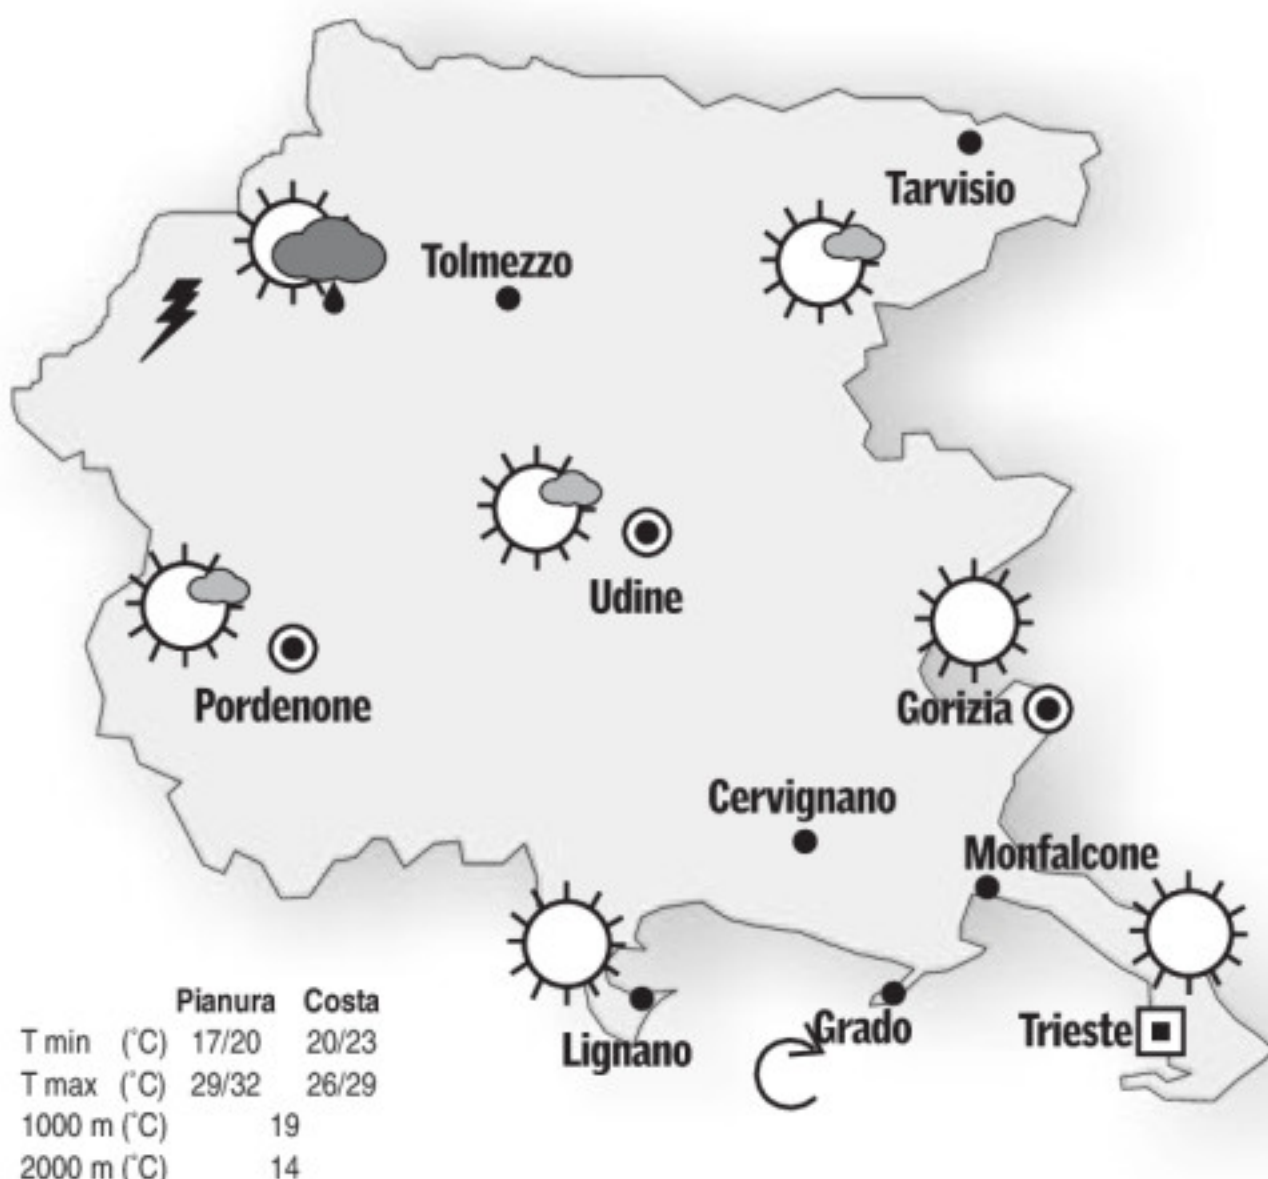 Tarvisio
Tolmezzo
Udine
Pordenone
Gorizia
Cervignano
Monfalcone
Grado
Trieste
Lignano
Pianura Costa
T min (°C) 17/20 20/23
T max (°C) 29/32 26/29
1000 m (°C) 19
2000 m (°C) 14